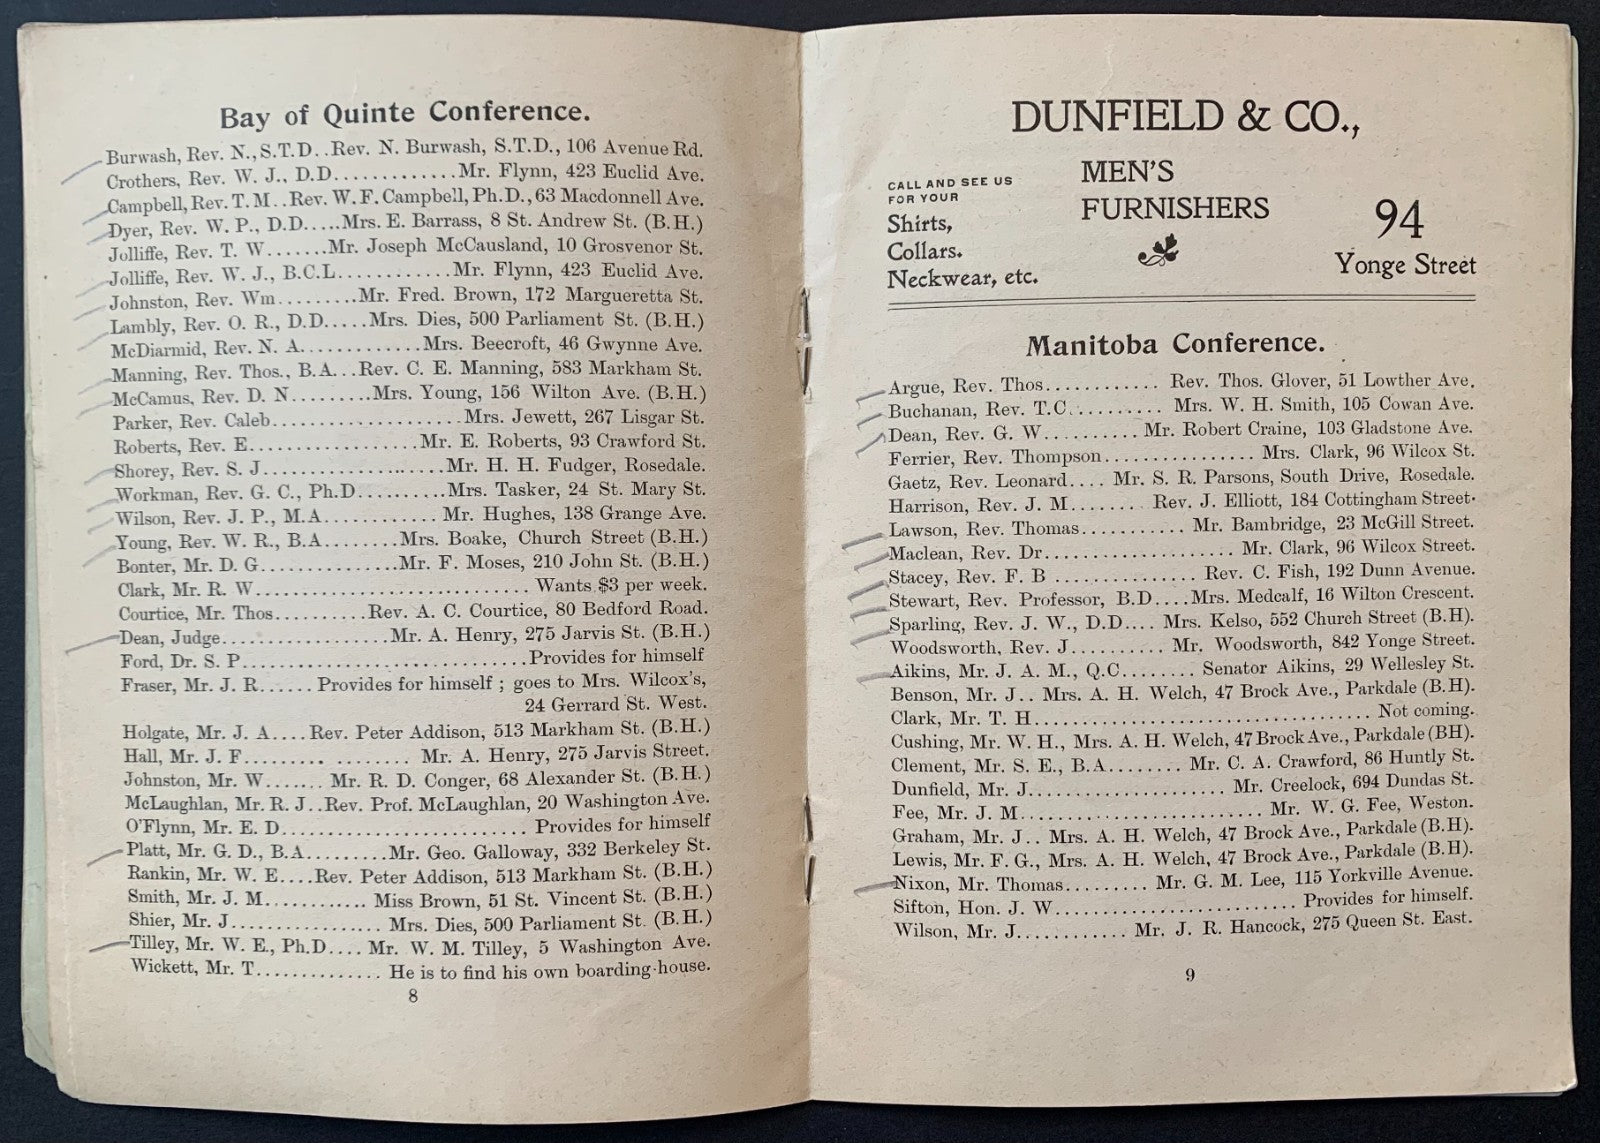 Bay of Quinte Conference.
Burwash, Rev. N., S.T.D. . .Rev. N. Burwash, S.T.D., 106 Avenue Rd.
Crothers, Rev. W. J., D.D............Mr. Flynn, 423 Euclid Ave.
Campbell, Rev. T. M. . .Rev. W. F. Campbell, Ph.D., 63 Macdonnell Ave.
Dyer, Rev. W. P., D.D.....Mrs. E. Barrass, 8 St. Andrew St. (B.H.)
Jolliffe, Rev. T. W.......Mr. Joseph McCausland, 10 Grosvenor St.
Jolliffe, Rev. W. J., B.C.L............Mr. Flynn, 423 Euclid Ave.
Johnston, Rev. Wm.........Mr. Fred. Brown, 172 Margueretta St.
Lambly, Rev. O. R., D.D.....Mrs. Dies, 500 Parliament St. (B.H.)
McDiarmid, Rev. N. A.............Mrs. Beecroft, 46 Gwynne Ave.
Manning, Rev. Thos., B.A...Rev. C. E. Manning, 583 Markham St.
McCamus, Rev. D. N.........Mrs. Young, 156 Wilton Ave. (B.H.)
Parker, Rev. Caleb....................Mrs. Jewett, 267 Lisgar St.
Roberts, Rev. E..................Mr. E. Roberts, 93 Crawford St.
Shorey, Rev. S. J....................Mr. H. H. Fudger, Rosedale.
Workman, Rev. G. C., Ph.D..........Mrs. Tasker, 24 St. Mary St.
Wilson, Rev. J. P., M.A............ Mr. Hughes, 138 Grange Ave.
Young, Rev. W. R., B.A........Mrs. Boake, Church Street (B.H.)
Bonter, Mr. D. G...............Mr. F. Moses, 210 John St. (B.H.)
Clark, Mr. R. W............................. Wants $3 per week.
Courtice, Mr. Thos..........Rev. A. C. Courtice, 80 Bedford Road.
Dean, Judge..................Mr. A. Henry, 275 Jarvis St. (B.H.)
Ford, Dr. S. P..............................Provides for himself
Fraser, Mr. J. R...... Provides for himself ; goes to Mrs. Wilcox's,
24 Gerrard St. West.
Holgate, Mr. J. A....Rev. Peter Addison, 513 Markham St. (B.H.)
Hall, Mr. J. F......... ........ Mr. A. Henry, 275 Jarvis Street.
Johnston, Mr. W....... Mr. R. D. Conger, 68 Alexander St. (B.H.)
McLaughlan, Mr. R. J..Rev. Prof. McLaughlan, 20 Washington Ave.
O'Flynn, Mr. E. D.......................... Provides for himself
Platt, Mr. G. D., B.A.........Mr. Geo. Galloway, 332 Berkeley St.
Rankin, Mr. W. E....Rev. Peter Addison, 513 Markham St. (B.H.)
Smith, Mr. J. M........... Miss Brown, 51 St. Vincent St. (B.H.)
Shier, Mr. J................ Mrs. Dies, 500 Parliament St. (B.H.)
Tilley, Mr. W. E., Ph.D.... Mr. W. M. Tilley, 5 Washington Ave.
Wickett, Mr. T............. He is to find his own boarding-house.
8
DUNFIELD & CO.,
MEN'S
FURNISHERS
CALL AND SEE US
FOR YOUR
Shirts,
Collars.
Neckwear, etc.
94
Yonge Street
Manitoba Conference.
Argue, Rev. Thos............ Rev. Thos. Glover, 51 Lowther Ave.
Buchanan, Rev. T.C.......... Mrs. W. H. Smith, 105 Cowan Ave.
Dean, Rev. G. W.......... Mr. Robert Craine, 103 Gladstone Ave.
Ferrier, Rev. Thompson................ Mrs. Clark, 96 Wilcox St.
Gaetz, Rev. Leonard.... Mr. S. R. Parsons, South Drive, Rosedale.
Harrison, Rev. J. M........ Rev. J. Elliott, 184 Cottingham Street.
Lawson, Rev. Thomas........... Mr. Bambridge, 23 McGill Street.
Maclean, Rev. Dr.................... Mr. Clark, 96 Wilcox Street.
Stacey, Rev. F. B ............... Rev. C. Fish, 192 Dunn Avenue.
Stewart, Rev. Professor, B.D....Mrs. Medcalf, 16 Wilton Crescent.
Sparling, Rev. J. W., D.D.... Mrs. Kelso, 552 Church Street (B.H).
Woodsworth, Rev. J.......... Mr. Woodsworth, 842 Yonge Street.
Aikins, Mr. J. A. M., Q.C........ Senator Aikins, 29 Wellesley St.
Benson, Mr. J.. Mrs. A. H. Welch, 47 Brock Ave., Parkdale (B.H).
Clark, Mr. T. H.................................... Not coming.
Cushing, Mr. W. H., Mrs. A. H. Welch, 47 Brock Ave., Parkdale (BH).
Clement, Mr. S. E., B.A........ Mr. C. A. Crawford, 86 Huntly St.
Dunfield, Mr. J....................... Mr. Creelock, 694 Dundas St.
Fee, Mr. J. M............................ Mr. W. G. Fee, Weston.
Graham, Mr. J.. Mrs. A. H. Welch, 47 Brock Ave., Parkdale (B.H).
Lewis, Mr. F. G., Mrs. A. H. Welch, 47 Brock Ave., Parkdale (B.H).
Nixon, Mr. Thomas......... Mr. G. M. Lee, 115 Yorkville Avenue.
Sifton, Hon. J. W......................... Provides for himself.
Wilson, Mr. J............ Mr. J. R. Hancock, 275 Queen St. East.
9